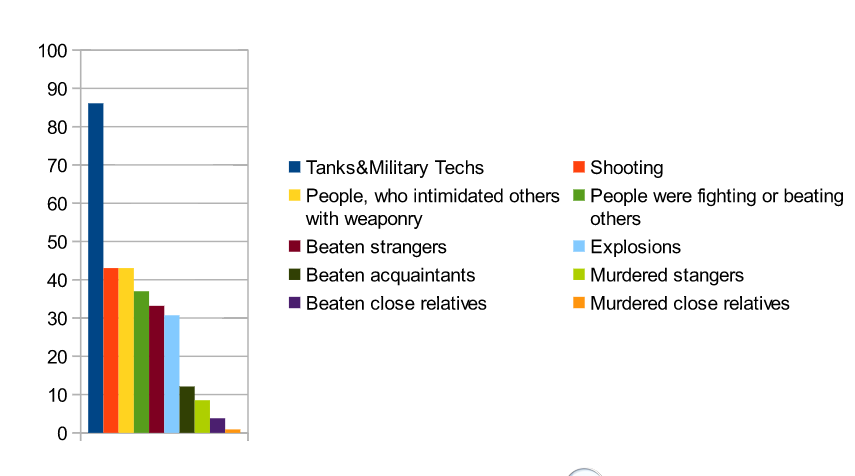 100
90
80
70
60
50
40
30
20
10
0
Tanks&Military Techs
Shooting
People, who intimidated others
with weaponry
People were fighting or beating
others
Beaten strangers
Explosions
Beaten acquaintants
Murdered stangers
Beaten close relatives
Murdered close relatives